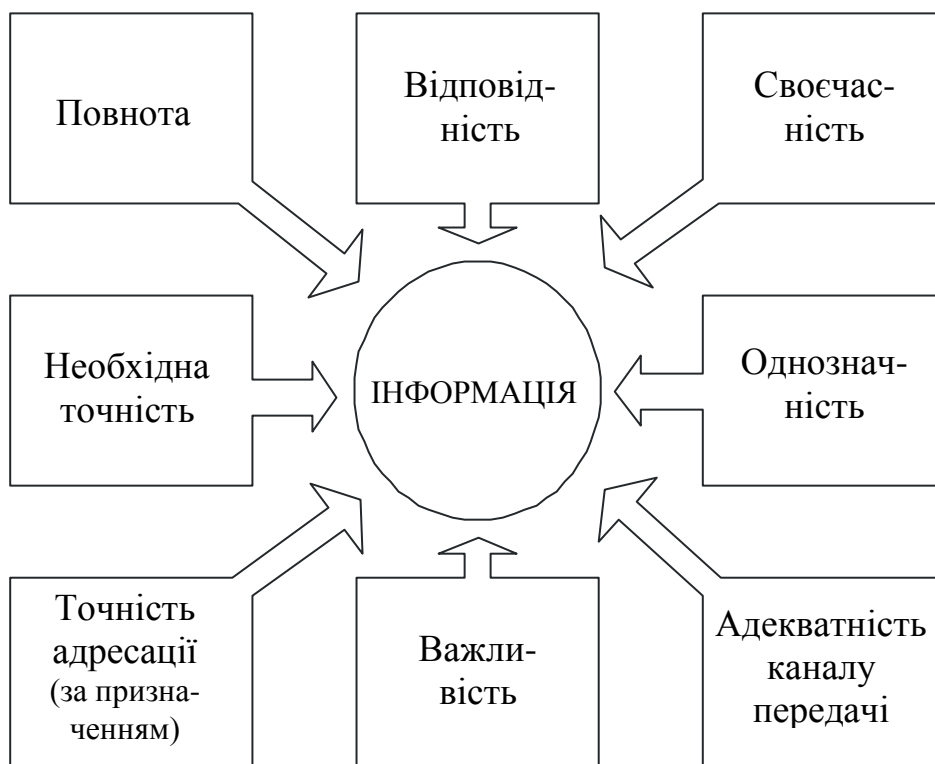 Повнота
Відповід-
ність
Своєчас-
ність
Необхідна
точність
ІНФОРМАЦІЯ
Однознач-
ність
Точність
адресації
(за призна-
ченням)
Важли-
вість
Адекватність
каналу
передачі